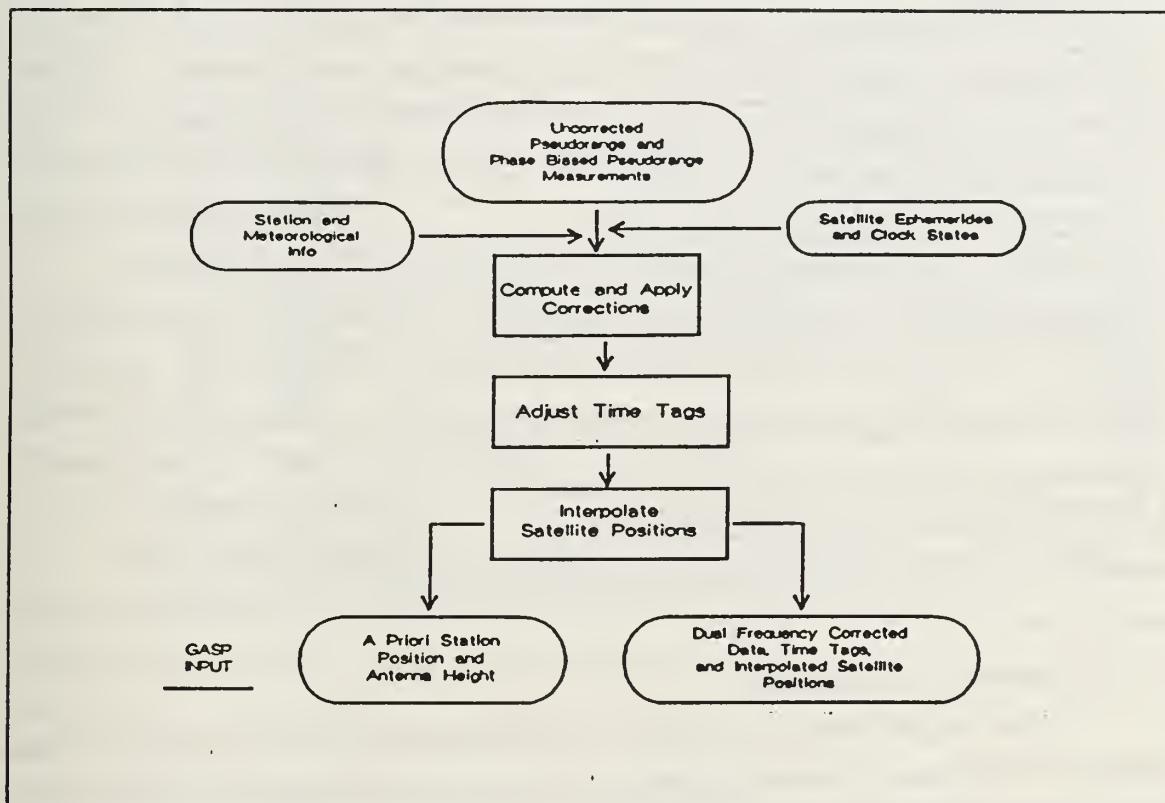 Uncorrected
Pseudorange and
Phase Biased Pseudorange
Measurements
Station and
Meteorological
Info
Satellite Ephemerides
and Clock States
Compute and Apply
Corrections
Adjust Time Tags
Interpolate
Satellite Positions
GASP
INPUT
A Priori Station
Position and
Antenna Height
Dual Frequency Corrected
Data, Time Tags,
and Interpolated Satellite
Positions